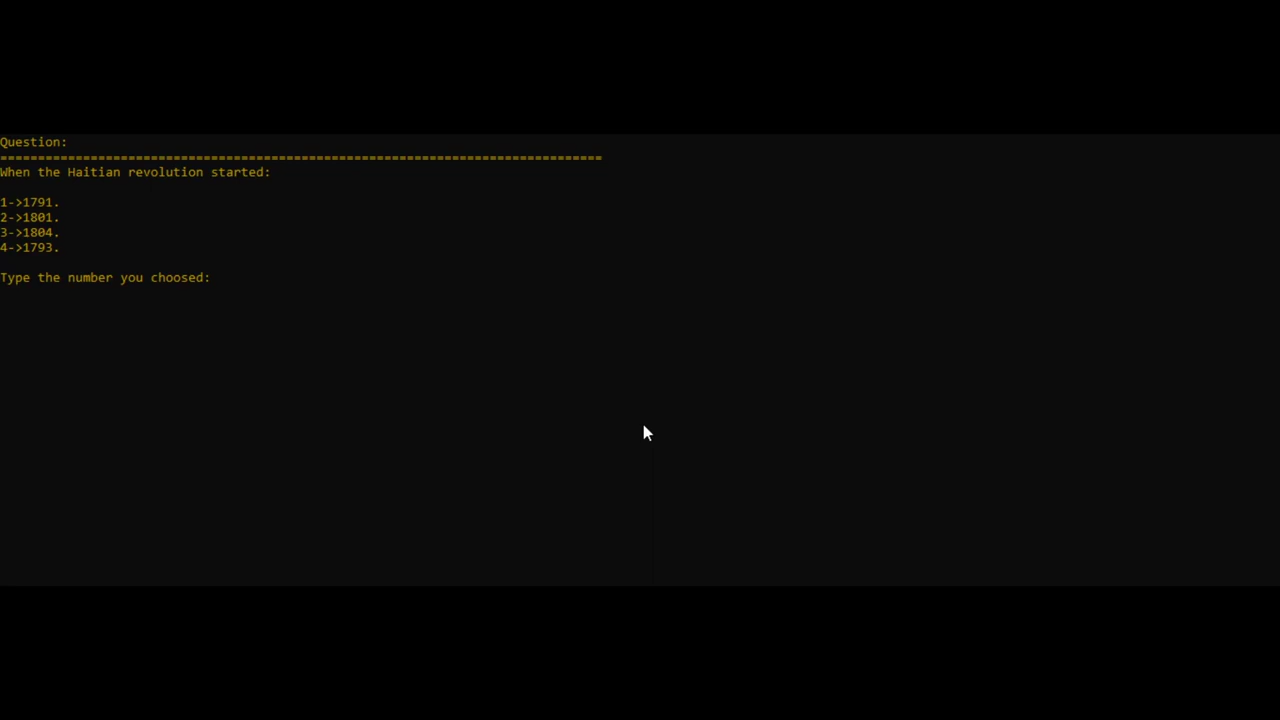 Question:
================================================================================
When the Haitian revolution started:
1->1791.
2->1801.
3->1804.
4->1793.
Type the number you choosed: